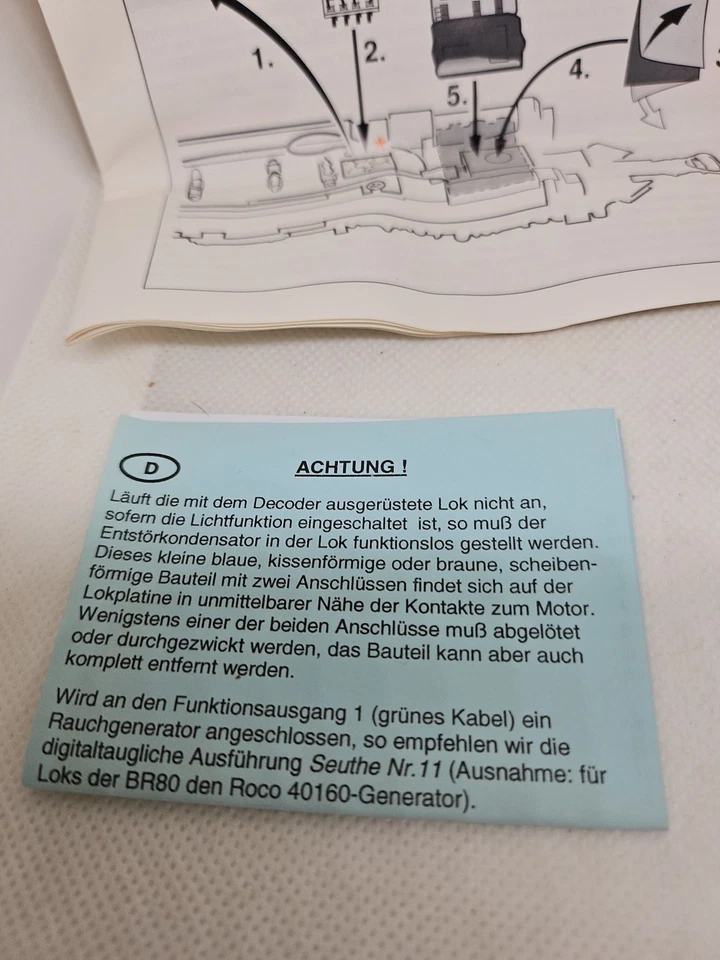 1.
2.
5.
4.
D
ACHTUNG !
Läuft die mit dem Decoder ausgerüstete Lok nicht an,
sofern die Lichtfunktion eingeschaltet ist, so muß der
Entstörkondensator in der Lok funktionslos gestellt werden.
Dieses kleine blaue, kissenförmige oder braune, scheiben-
förmige Bauteil mit zwei Anschlüssen findet sich auf der
Lokplatine in unmittelbarer Nähe der Kontakte zum Motor.
Wenigstens einer der beiden Anschlüsse muß abgelötet
oder durchgezwickt werden, das Bauteil kann aber auch
komplett entfernt werden.
Wird an den Funktionsausgang 1 (grünes Kabel) ein
Rauchgenerator angeschlossen, so empfehlen wir die
digitaltaugliche Ausführung Seuthe Nr.11 (Ausnahme: für
Loks der BR80 den Roco 40160-Generator).